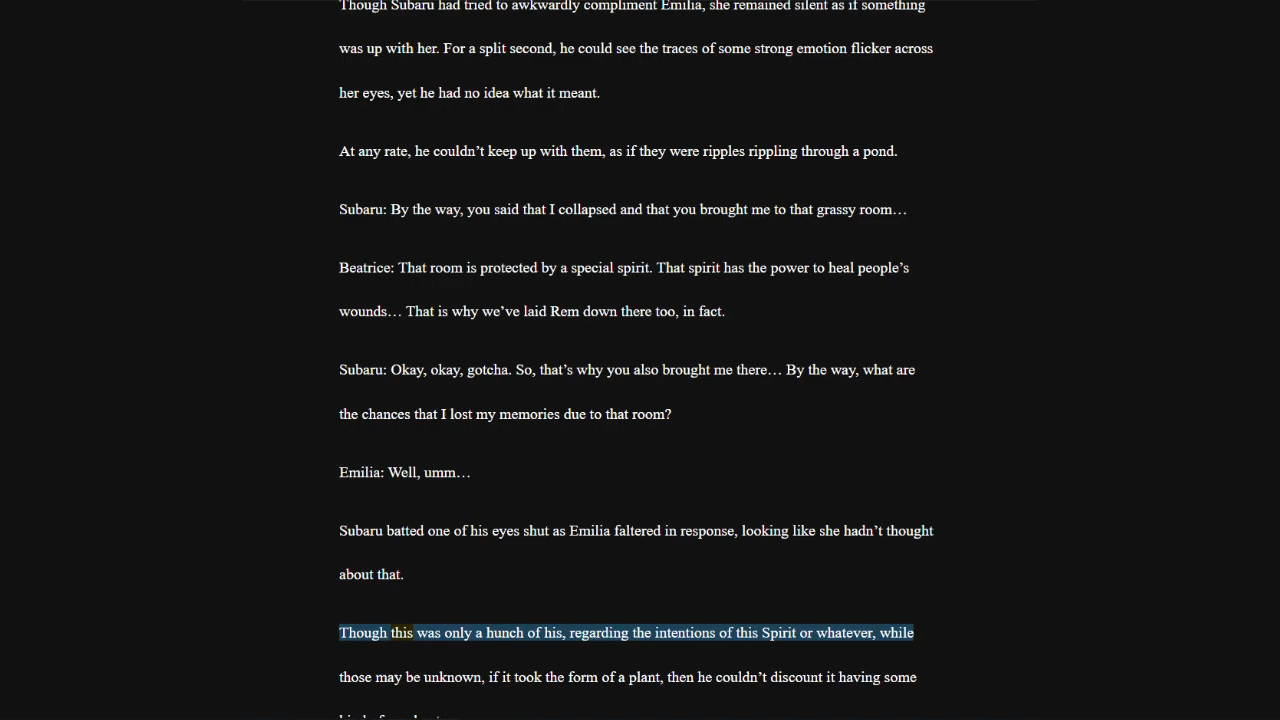 Though Subaru had tried to awkwardly compliment Emilia, she remained silent as if something
was up with her. For a split second, he could see the traces of some strong emotion flicker across
her eyes, yet he had no idea what it meant.
At any rate, he couldn’t keep up with them, as if they were ripples rippling through a pond.
Subaru: By the way, you said that I collapsed and that you brought me to that grassy room…
Beatrice: That room is protected by a special spirit. That spirit has the power to heal people’s
wounds… That is why we’ve laid Rem down there too, in fact.
Subaru: Okay, okay, gotcha. So, that’s why you also brought me there… By the way, what are
the chances that I lost my memories due to that room?
Emilia: Well, umm…
Subaru batted one of his eyes shut as Emilia faltered in response, looking like she hadn’t thought
about that.
Though this was only a hunch of his, regarding the intentions of this Spirit or whatever, while
those may be unknown, if it took the form of a plant, then he couldn’t discount it having some